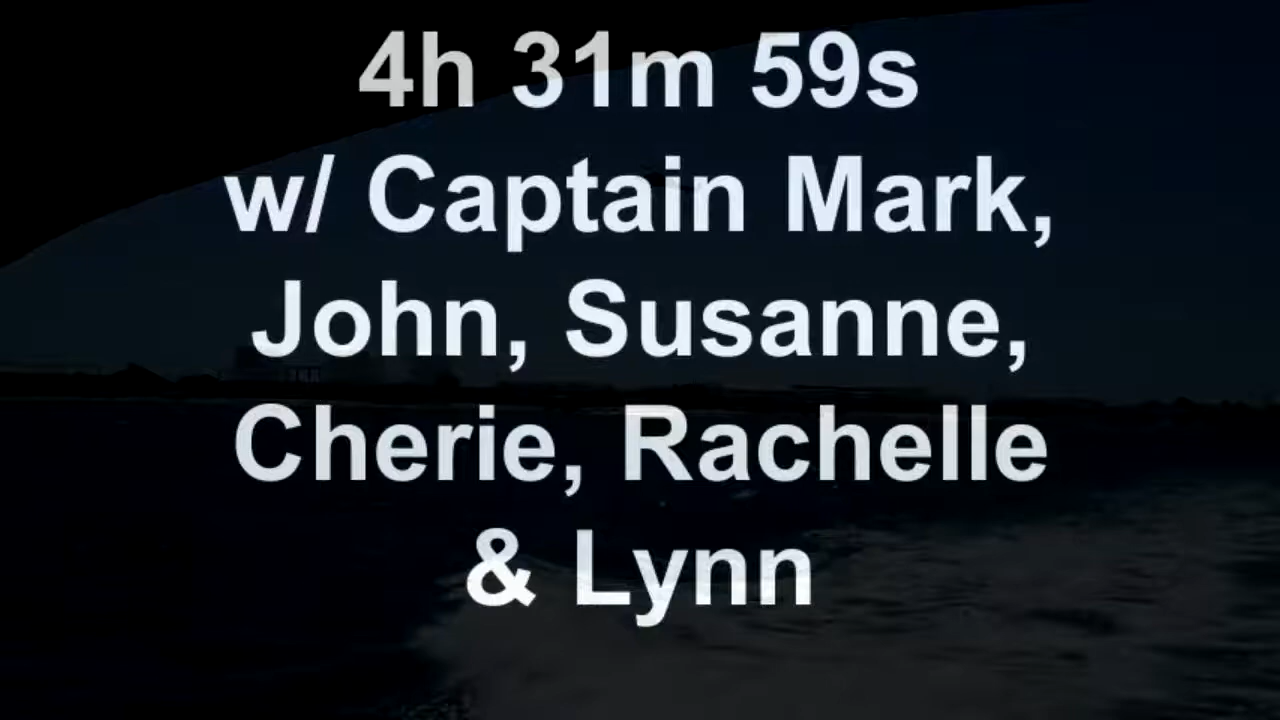 4h 31m 59s
w/ Captain Mark,
John, Susanne,
Cherie, Rachelle
& Lynn